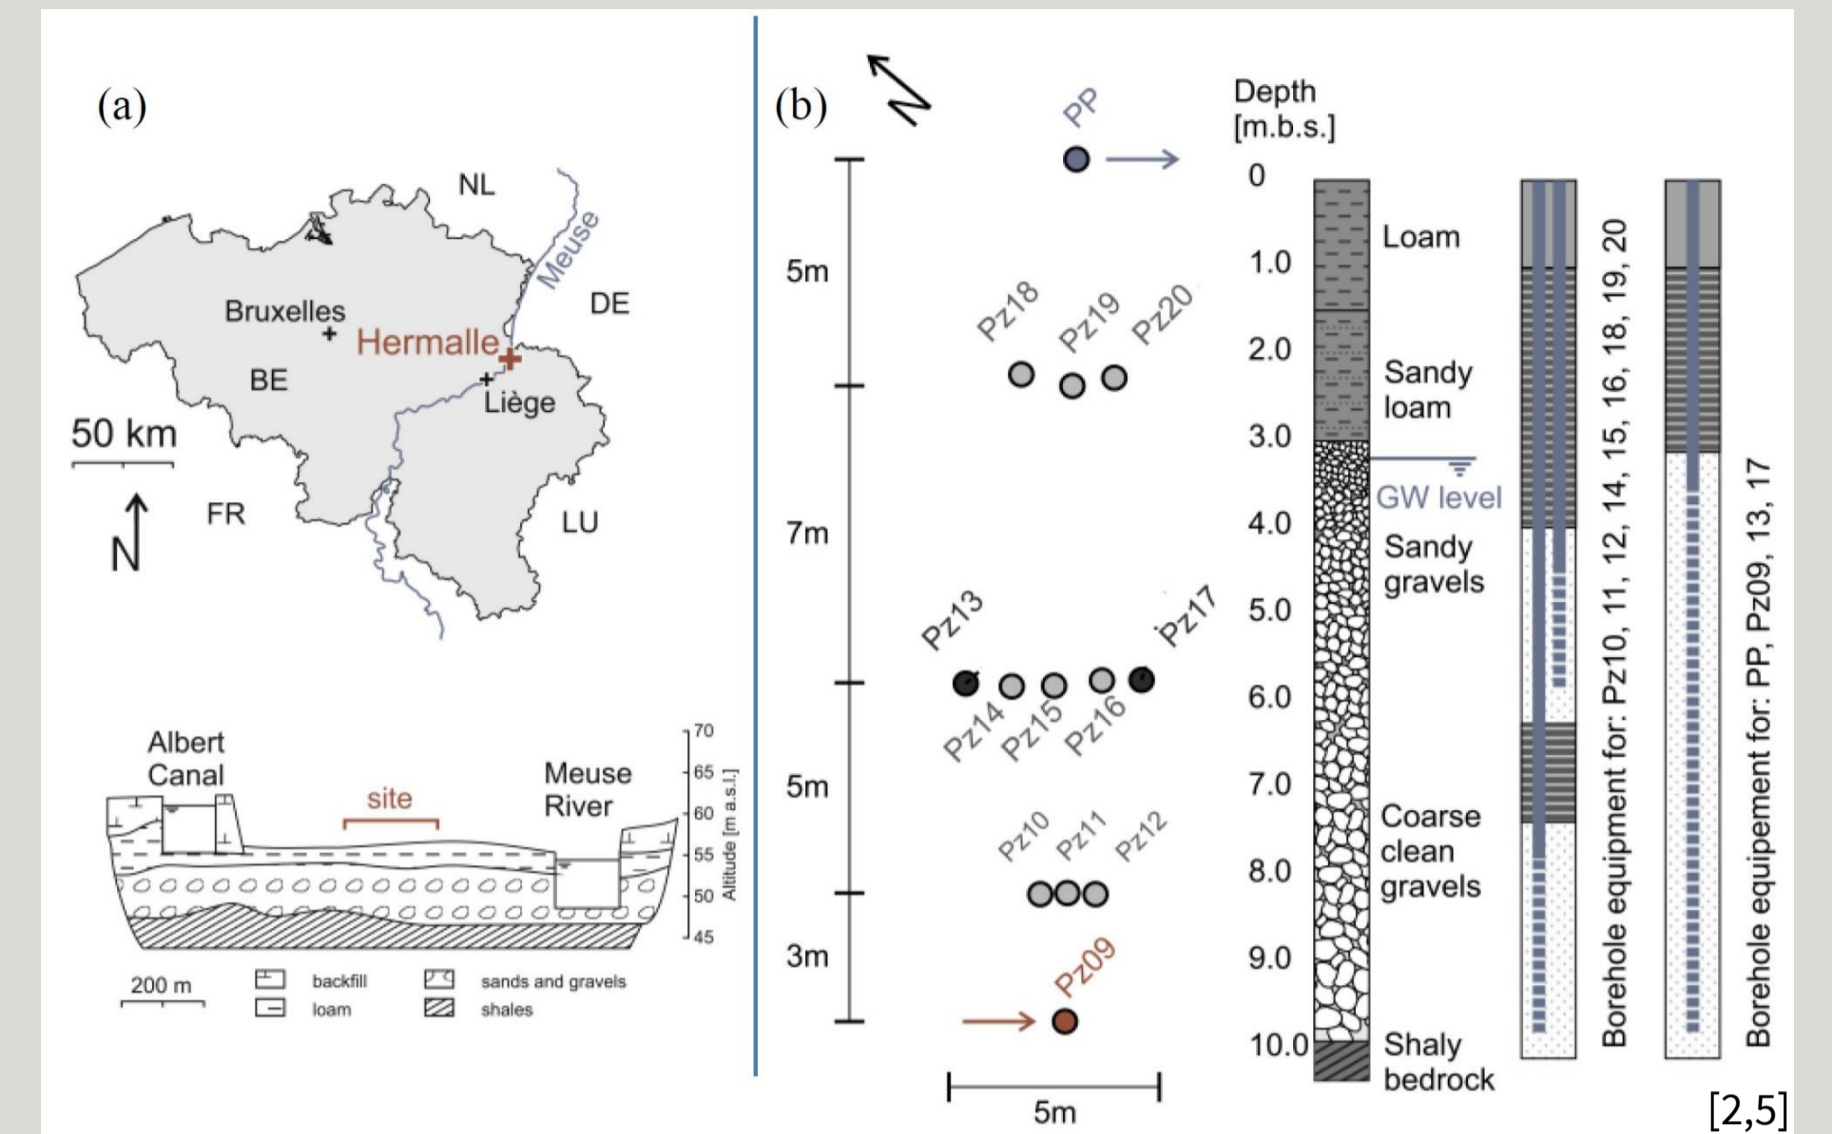 (a)
NL
Meuse
DE
Bruxelles
Hermalle
BE
Liège
50 km
FR
LU
N
Albert
Canal
site
Meuse
River
70
65
60
55
50
45
Altitude [m a.s.l.]
200 m
backfill
sands and gravels
loam
shales
(b)
N
PP
5m
Pz18
Pz19
Pz20
7m
Pz13
Pz17
Pz14
Pz15
Pz16
5m
Pz10
Pz11
Pz12
3m
Pz09
5m
Depth
[m.b.s.]
0
1.0
2.0
3.0
4.0
5.0
6.0
7.0
8.0
9.0
10.0
Loam
Sandy
loam
GW level
Sandy
gravels
Coarse
clean
gravels
Shaly
bedrock
Borehole equipment for: Pz10, 11, 12, 14, 15, 16, 18, 19, 20
Borehole equipement for: PP, Pz09, 13, 17
[2,5]